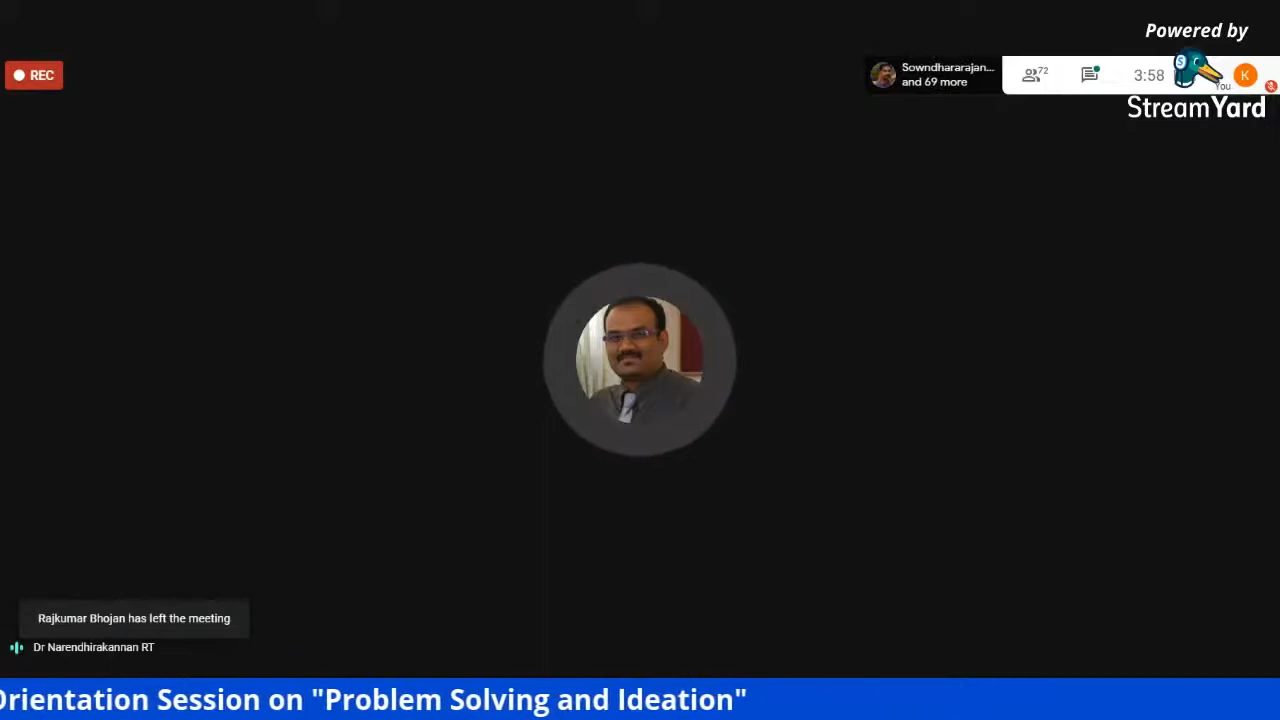 Powered by
REC
Sowndhararajan...
and 69 more
72
3:58
S
K
You
StreamYard
Rajkumar Bhojan has left the meeting
Dr Narendhirakannan RT
Orientation Session on "Problem Solving and Ideation"